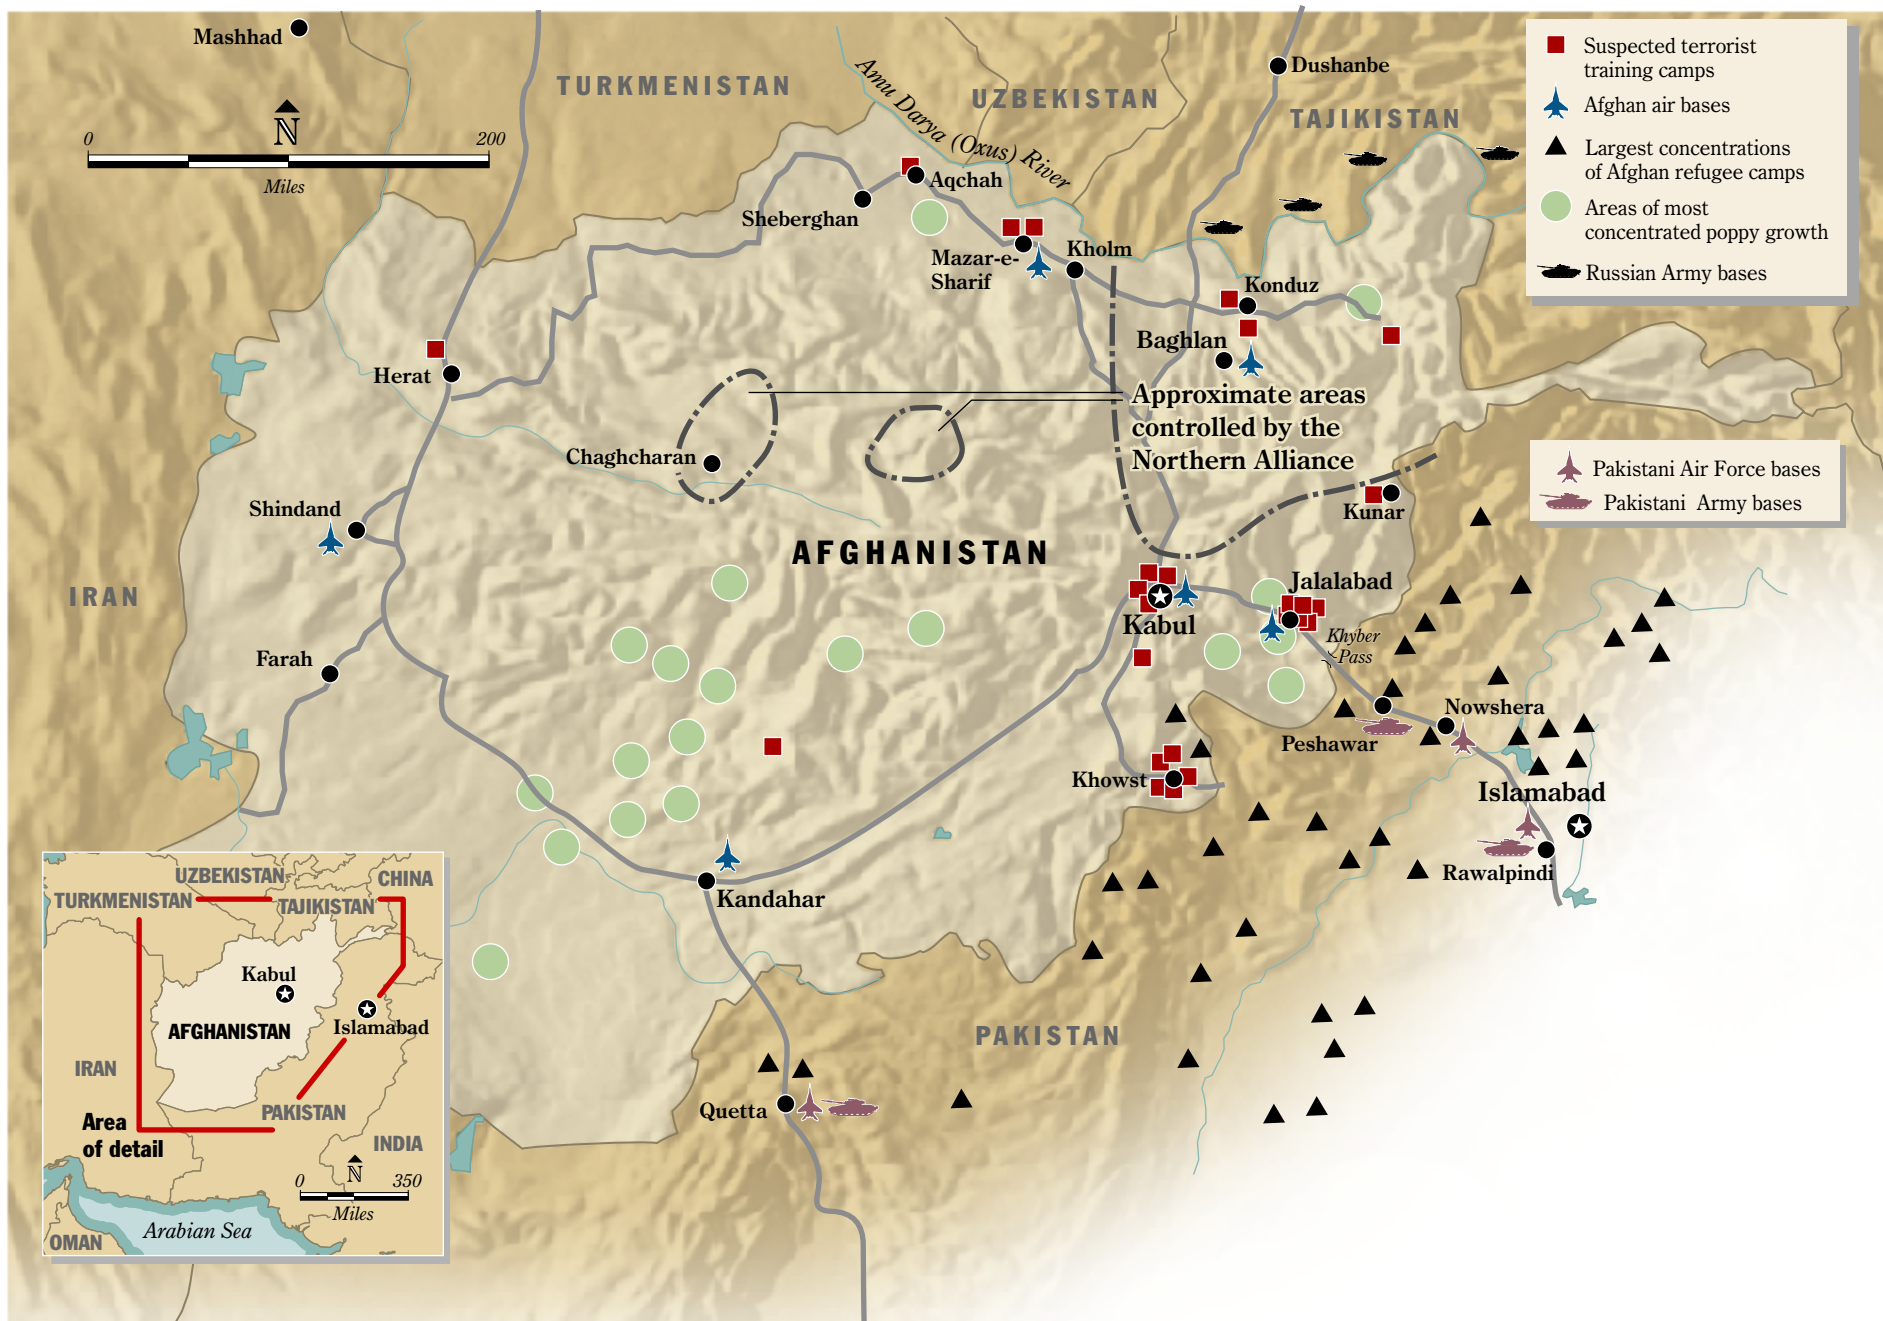 Mashhad
N
0 200
Miles
TURKMENISTAN
UZBEKISTAN
TAJIKISTAN
Dushanbe
Amu Darya (Oxus) River
Suspected terrorist
training camps
Afghan air bases
Largest concentrations
of Afghan refugee camps
Areas of most
concentrated poppy growth
Russian Army bases
Aqchah
Sheberghan
Mazar-e-
Sharif
Kholm
Konduz
Baghlan
Herat
Approximate areas
controlled by the
Northern Alliance
Chaghcharan
Pakistani Air Force bases
Pakistani Army bases
Shindand
Kunar
AFGHANISTAN
IRAN
Jalalabad
Kabul
Khyber
Pass
Farah
Nowshera
Peshawar
Khowst
Islamabad
Rawalpindi
Kandahar
PAKISTAN
Quetta
UZBEKISTAN
CHINA
TURKMENISTAN
TAJIKISTAN
Kabul
Islamabad
AFGHANISTAN
IRAN
PAKISTAN
Area
of detail
INDIA
N
0 350
Miles
Arabian Sea
OMAN